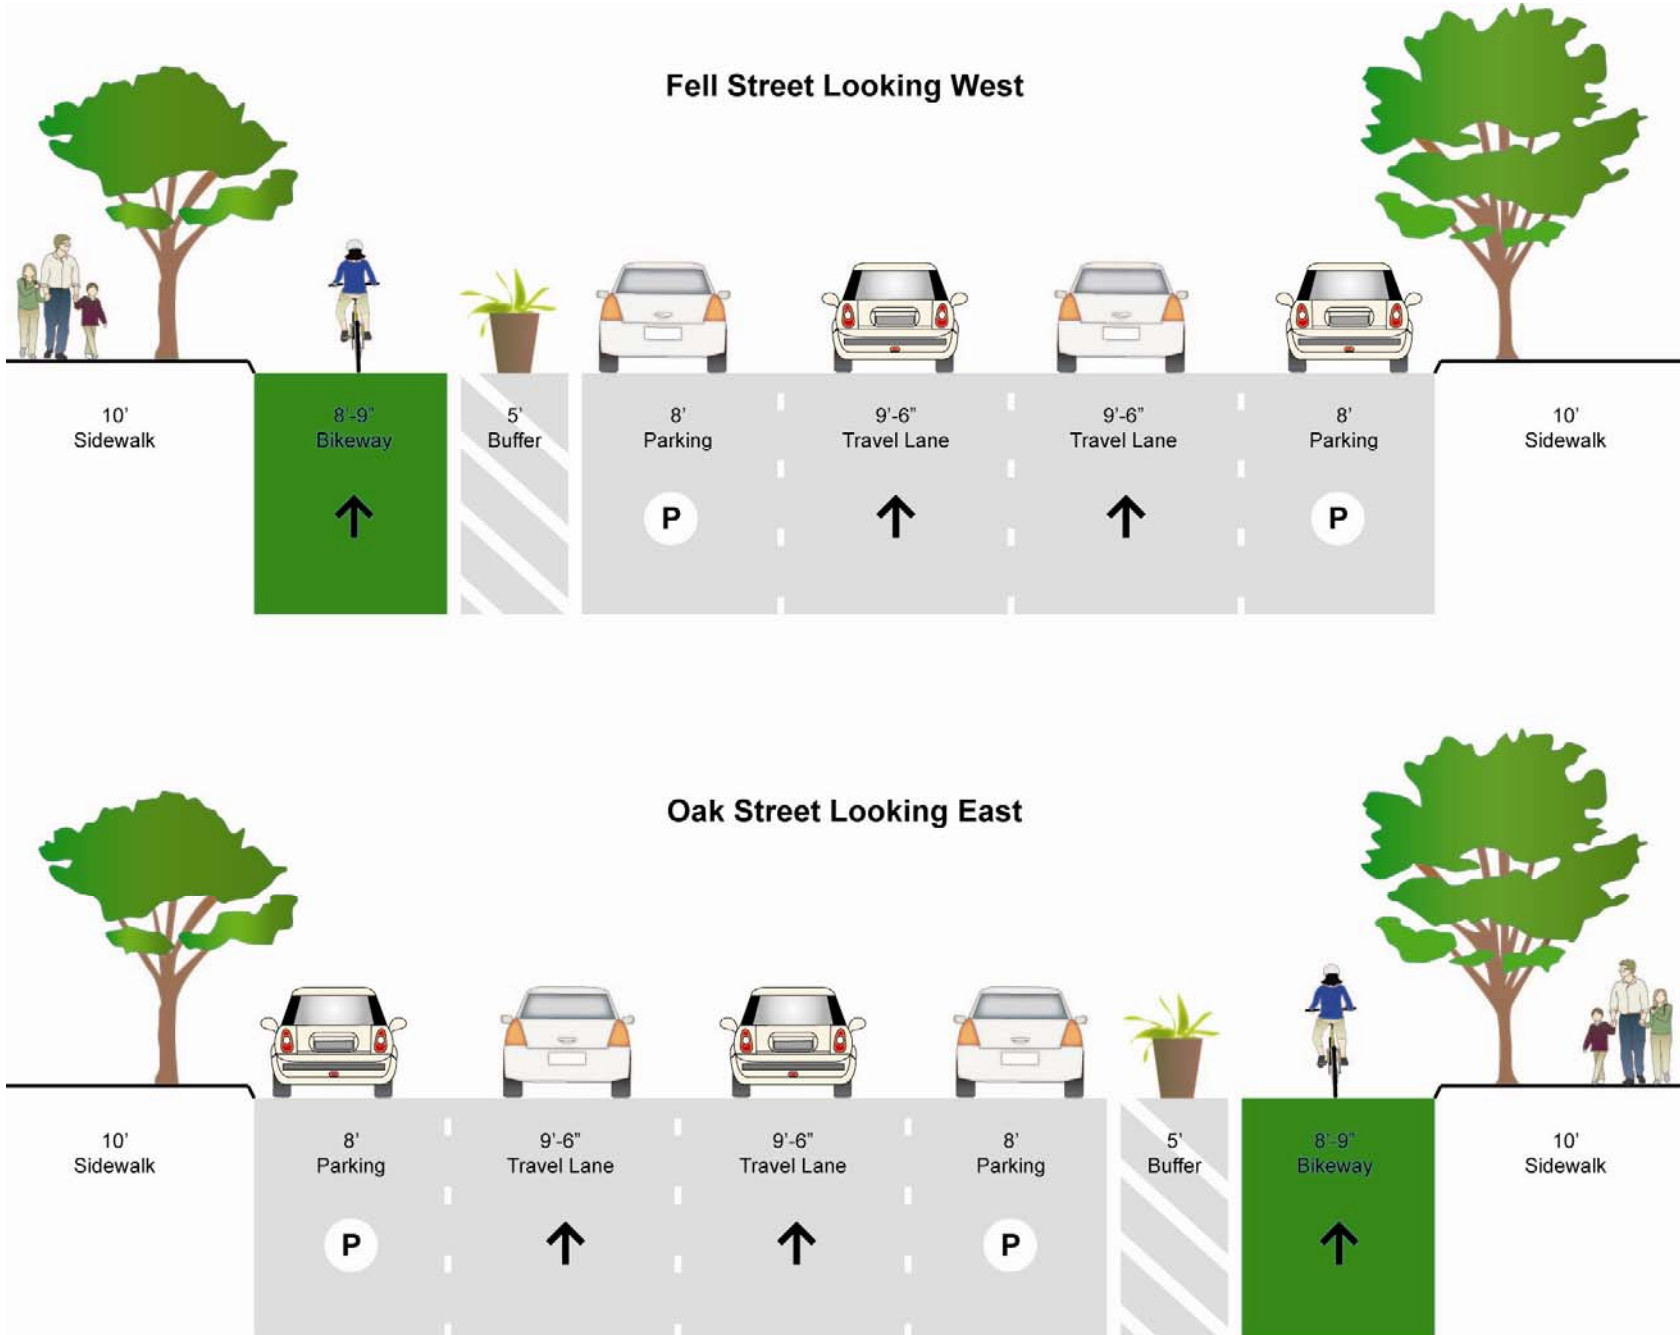 Fell Street Looking West
10’
Sidewalk
8’-9”
Bikeway
5’
Buffer
8’
Parking
P
9’-6”
Travel Lane
9’-6”
Travel Lane
8’
Parking
P
10’
Sidewalk
Oak Street Looking East
10’
Sidewalk
8’
Parking
P
9’-6”
Travel Lane
9’-6”
Travel Lane
8’
Parking
P
5’
Buffer
8’-9”
Bikeway
10’
Sidewalk